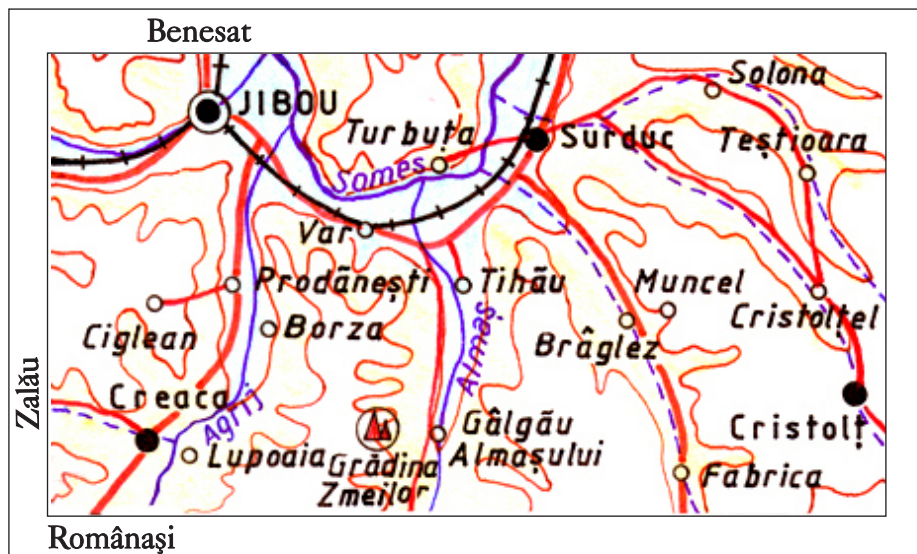 Benesat
Solona
JIBOU
Turbuța
Surduc
Teștioara
Someș
Var
Prodănești
Tihău
Muncel
Cristolțel
Ciglean
Borza
Almaș
Brâglez
Zalău
Creaca
Agrij
Gâlgău
Almașului
Cristolț
Lupoaia
Grădina
Zmeilor
Fabrica
Românaşi